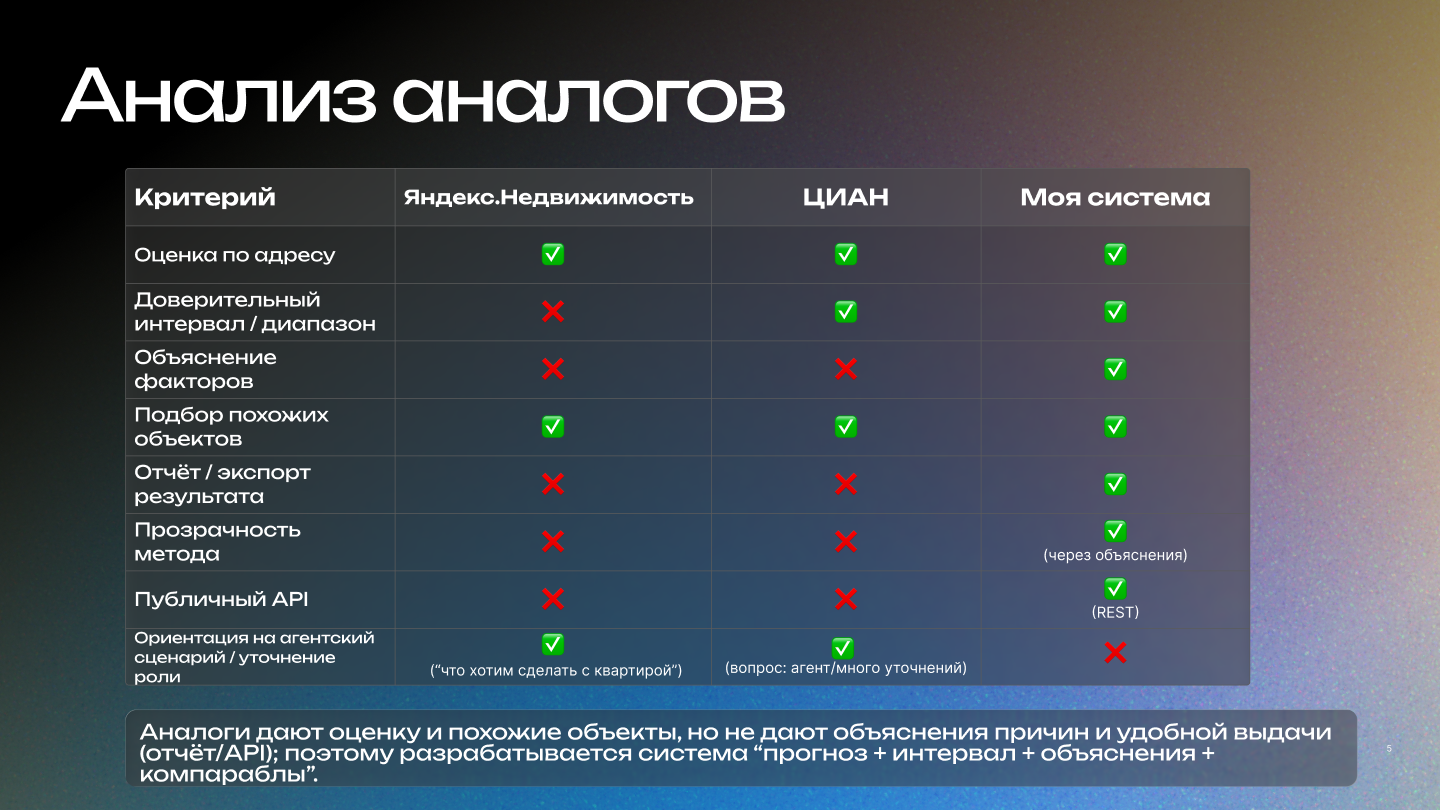 Анализ аналогов
Критерий
Яндекс.Недвижимость
ЦИАН
Моя система
Оценка по адресу
✅
✅
✅
Доверительный
интервал / диапазон
❌
✅
✅
Объяснение
факторов
❌
❌
✅
Подбор похожих
объектов
✅
✅
✅
Отчёт / экспорт
результата
❌
❌
✅
Прозрачность
метода
❌
❌
✅
(через объяснения)
Публичный API
❌
❌
✅
(REST)
Ориентация на агентский
сценарий / уточнение
роли
✅
(“что хотим сделать с квартирой“)
✅
(вопрос: агент/много уточнений)
❌
Аналоги дают оценку и похожие объекты, но не дают объяснения причин и удобной выдачи
(отчёт/API); поэтому разрабатывается система “прогноз + интервал + объяснения +
компараблы”.
5